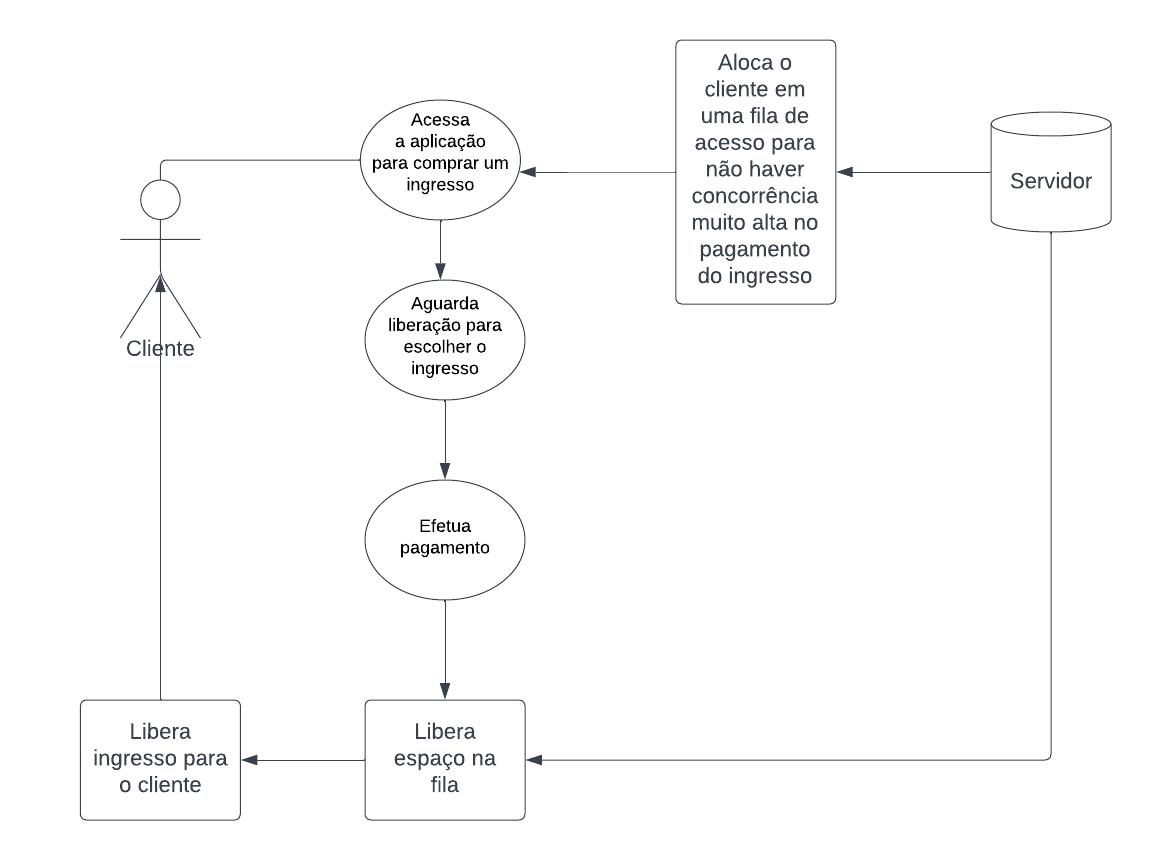 Aloca o
cliente em
uma fila de
acesso para
não haver
concorrência
muito alta no
pagamento
do ingresso
Acessa
a aplicação
para comprar um
ingresso
Servidor
Cliente
Aguarda
liberação para
escolher o
ingresso
Efetua
pagamento
Libera
ingresso para
o cliente
Libera
espaço na
fila